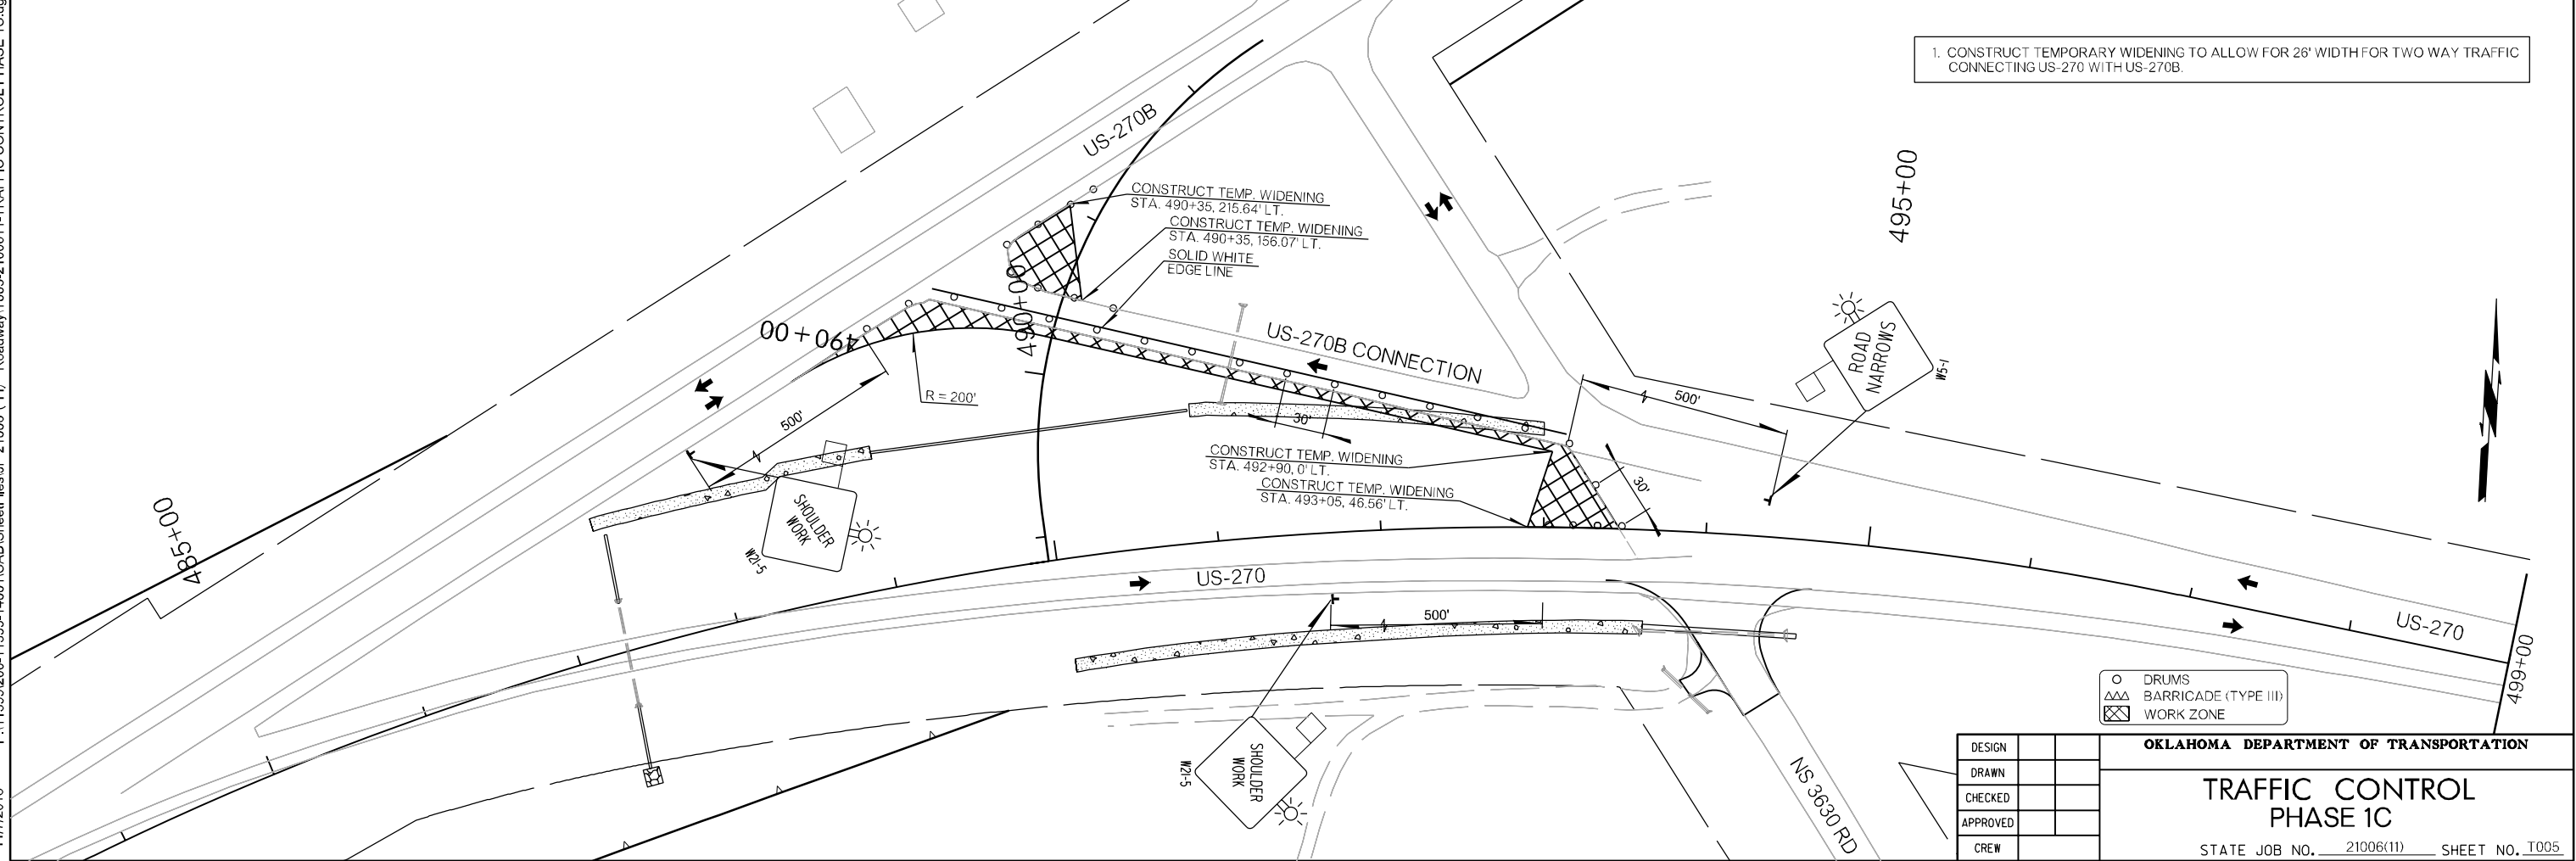 1. CONSTRUCT TEMPORARY WIDENING TO ALLOW FOR 26' WIDTH FOR TWO WAY TRAFFIC
CONNECTING US-270 WITH US-270B.
US-270B
495+00
CONSTRUCT TEMP. WIDENING
STA. 490+35, 215.64' LT.
CONSTRUCT TEMP. WIDENING
STA. 490+35, 156.07' LT.
SOLID WHITE
EDGE LINE
490+00
490+00
US-270B CONNECTION
ROAD
NARROWS
W5-1
R = 200'
500'
500'
30'
CONSTRUCT TEMP. WIDENING
STA. 492+90, 0' LT.
CONSTRUCT TEMP. WIDENING
STA. 493+05, 46.56' LT.
30'
485+00
SHOULDER
WORK
W21-5
US-270
500'
US-270
499+00
SHOULDER
WORK
W21-5
NS 3630 RD
DRUMS
BARRICADE (TYPE III)
WORK ZONE
DESIGN
DRAWN
CHECKED
APPROVED
CREW
OKLAHOMA DEPARTMENT OF TRANSPORTATION
TRAFFIC CONTROL
PHASE 1C
STATE JOB NO. 21006(11) SHEET NO. T005